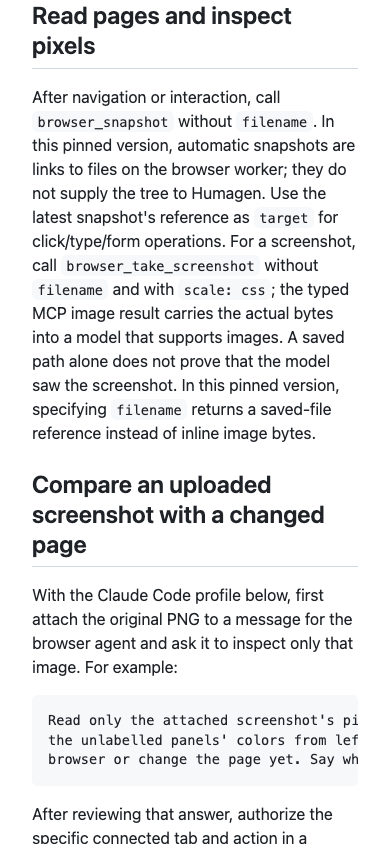 Read pages and inspect
pixels
After navigation or interaction, call
browser_snapshot without filename. In
this pinned version, automatic snapshots are
links to files on the browser worker; they do
not supply the tree to Humagen. Use the
latest snapshot's reference as target for
click/type/form operations. For a screenshot,
call browser_take_screenshot without
filename and with scale: css; the typed
MCP image result carries the actual bytes
into a model that supports images. A saved
path alone does not prove that the model
saw the screenshot. In this pinned version,
specifying filename returns a saved-file
reference instead of inline image bytes.
Compare an uploaded
screenshot with a changed
page
With the Claude Code profile below, first
attach the original PNG to a message for the
browser agent and ask it to inspect only that
image. For example:
Read only the attached screenshot's pi
the unlabelled panels' colors from lef
browser or change the page yet. Say wh
After reviewing that answer, authorize the
specific connected tab and action in a